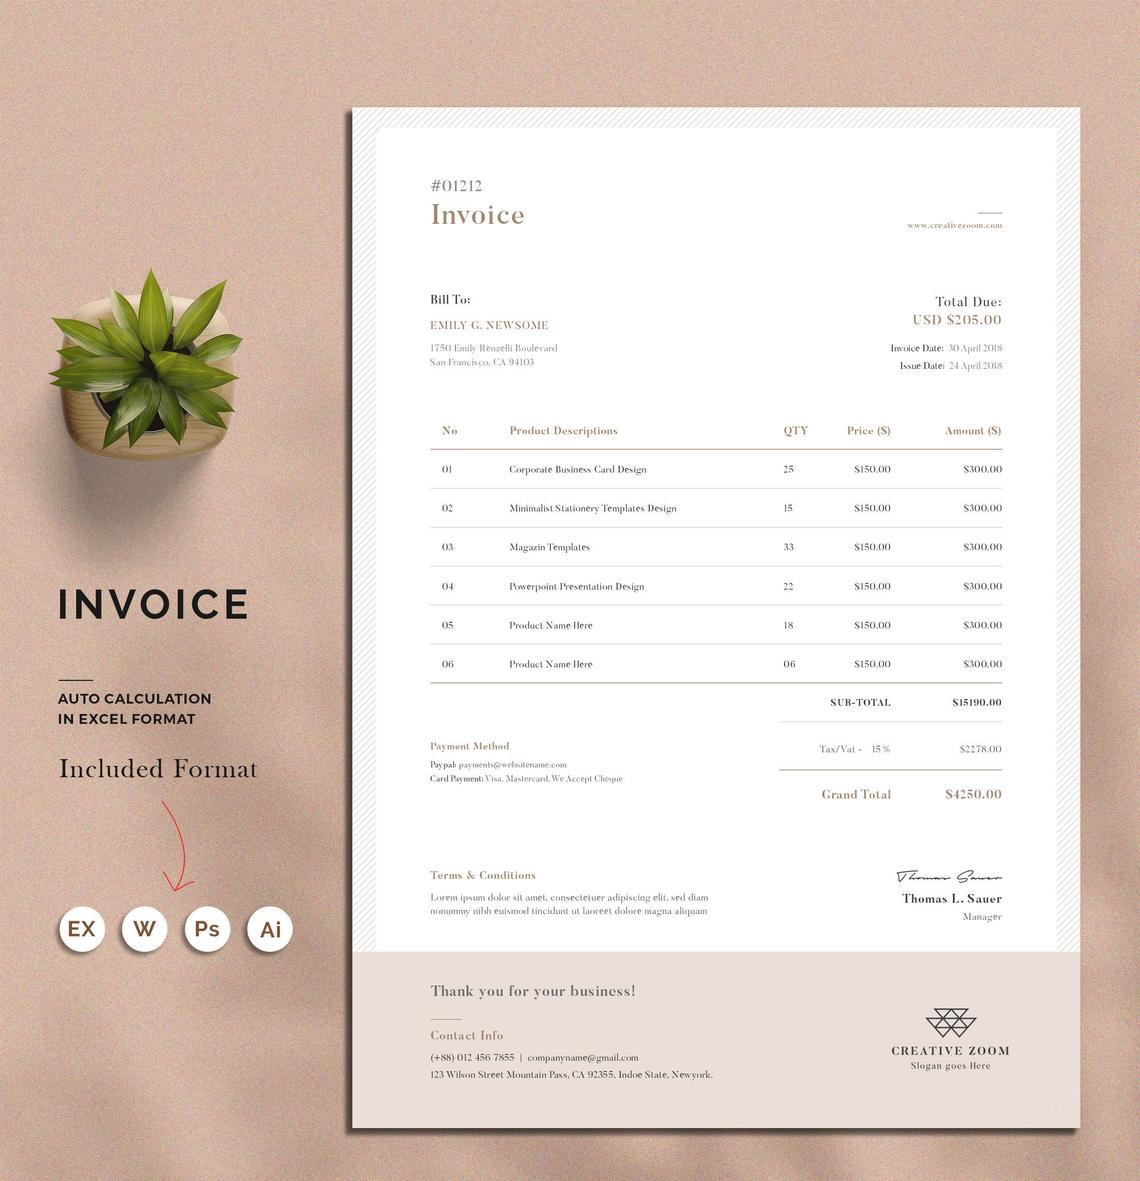 #01212
Invoice
www.creativezoom.com
Bill To:
EMILY G. NEWSOME
1750 Emily Renzelli Boulevard
San Francisco, CA 94103
Total Due:
USD $205.00
Invoice Date: 30 April 2018
Issue Date: 24 April 2018
No Product Descriptions QTY Price ($) Amount ($)
01 Corporate Business Card Design 25 $150.00 $300.00
02 Minimalist Stationery Templates Design 15 $150.00 $300.00
03 Magazin Templates 33 $150.00 $300.00
04 Powerpoint Presentation Design 22 $150.00 $300.00
05 Product Name Here 18 $150.00 $300.00
06 Product Name Here 06 $150.00 $300.00
SUB-TOTAL $15190.00
Tax/Vat - 15 % $2278.00
Grand Total $4250.00
Payment Method
Paypal: payments@websitename.com
Card Payment: Visa, Mastercard, We Accept Cheque
Terms & Conditions
Lorem ipsum dolor sit amet, consectetuer adipiscing elit, sed diam
nonummy nibh euismod tincidunt ut laoreet dolore magna aliquam
Thomas Sauer
Thomas L. Sauer
Manager
Thank you for your business!
Contact Info
(+88) 012 456 7855 | companyname@gmail.com
123 Wilson Street Mountain Pass, CA 92355, Indoe State, Newyork.
CREATIVE ZOOM
Slogan goes Here
INVOICE
AUTO CALCULATION
IN EXCEL FORMAT
Included Format
EX W Ps Ai